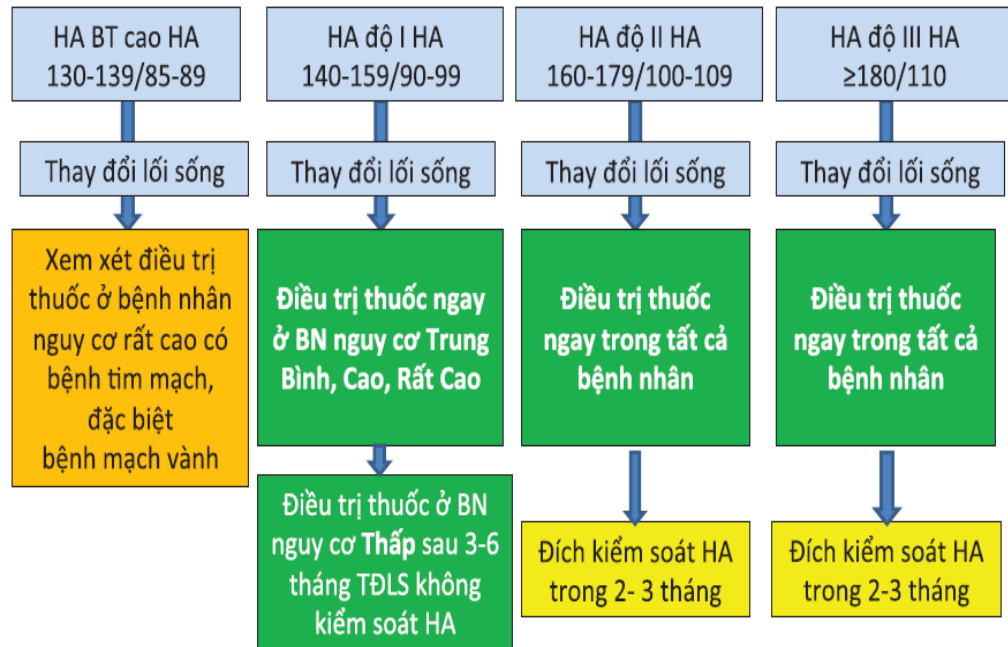 HA BT cao HA
130-139/85-89
HA độ I HA
140-159/90-99
HA độ II HA
160-179/100-109
HA độ III HA
≥180/110
Thay đổi lối sống
Thay đổi lối sống
Thay đổi lối sống
Thay đổi lối sống
Xem xét điều trị
thuốc ở bệnh nhân
nguy cơ rất cao có
bệnh tim mạch,
đặc biệt
bệnh mạch vành
Điều trị thuốc ngay
ở BN nguy cơ Trung
Bình, Cao, Rất Cao
Điều trị thuốc
ngay trong tất cả
bệnh nhân
Điều trị thuốc
ngay trong tất cả
bệnh nhân
Điều trị thuốc ở BN
nguy cơ Thấp sau 3-6
tháng TĐLS không
kiểm soát HA
Đích kiểm soát HA
trong 2- 3 tháng
Đích kiểm soát HA
trong 2-3 tháng